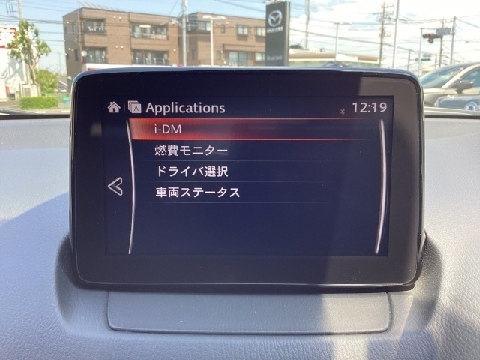 Applications
12:19
i-DM
燃費モニター
ドライバ選択
車両ステータス